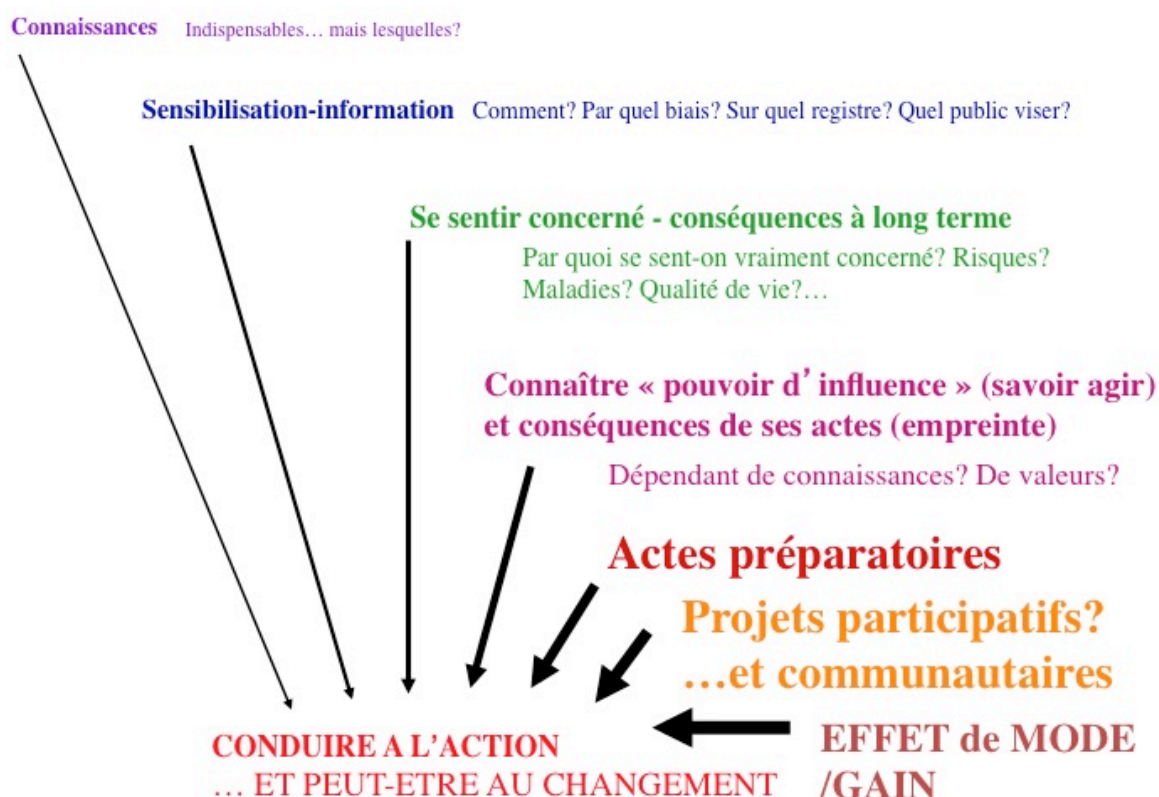 Connaissances Indispensables… mais lesquelles?
Sensibilisation-information Comment? Par quel biais? Sur quel registre? Quel public viser?
Se sentir concerné - conséquences à long terme
Par quoi se sent-on vraiment concerné? Risques?
Maladies? Qualité de vie?…
Connaître « pouvoir d’ influence » (savoir agir)
et conséquences de ses actes (empreinte)
Dépendant de connaissances? De valeurs?
Actes préparatoires
Projets participatifs?
…et communautaires
CONDUIRE A L’ACTION
… ET PEUT-ETRE AU CHANGEMENT
EFFET de MODE
/GAIN